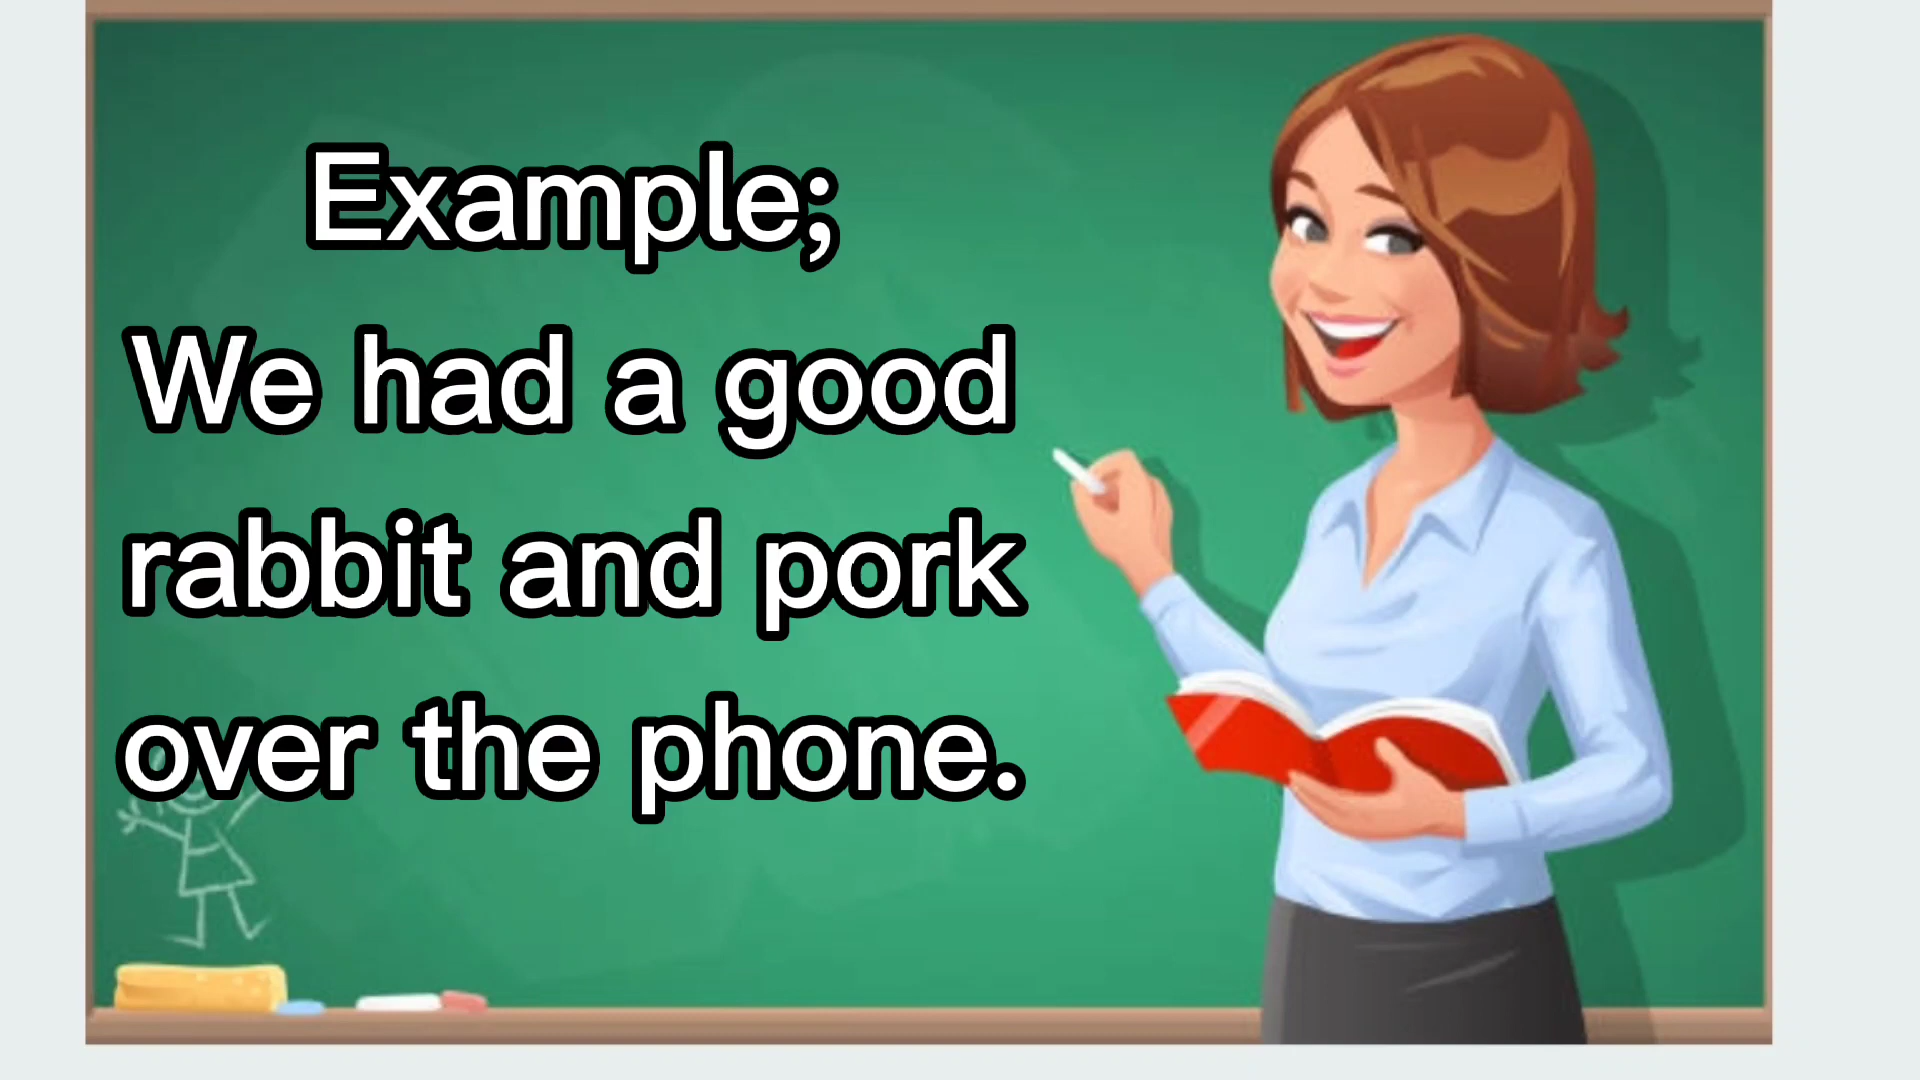 Example;
We had a good
rabbit and pork
over the phone.